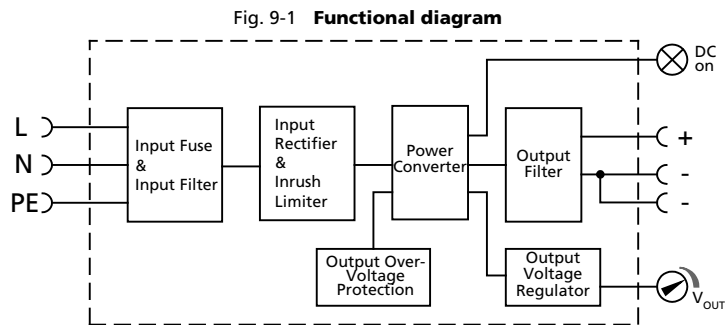 Fig. 9-1 Functional diagram
DC
on
L
N
PE
Input Fuse
&
Input Filter
Input
Rectifier
&
Inrush
Limiter
Power
Converter
Output
Filter
+
-
-
Output Over-
Voltage
Protection
Output
Voltage
Regulator
VOUT